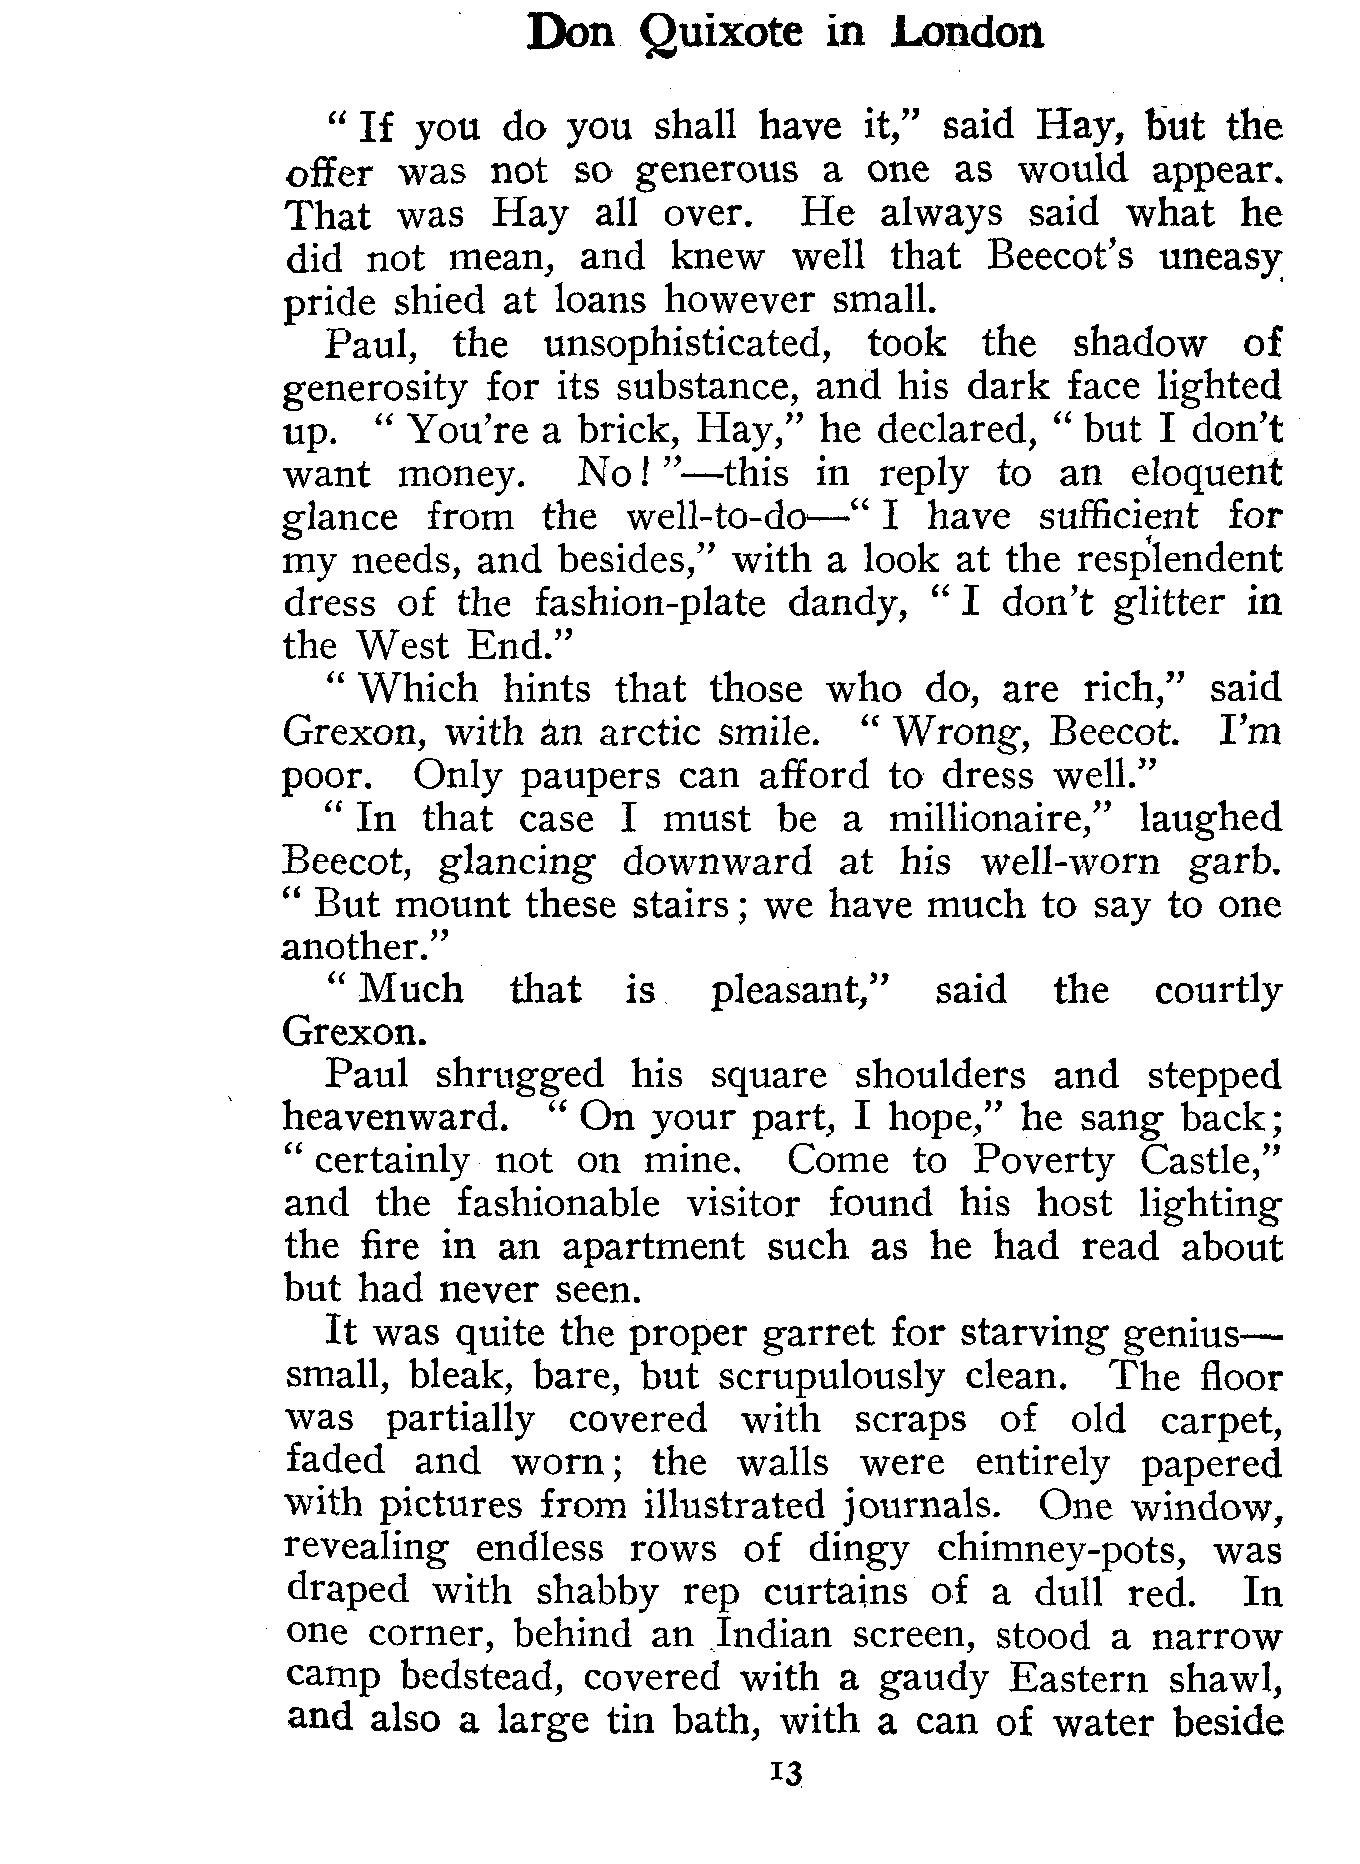 Don Quixote in London
“ If you do you shall have it,” said Hay, but the
offer was not so generous a one as would appear.
That was Hay all over. He always said what he
did not mean, and knew well that Beecot’s uneasy
pride shied at loans however small.
Paul, the unsophisticated, took the shadow of
generosity for its substance, and his dark face lighted
up. “ You’re a brick, Hay,” he declared, “ but I don’t
want money. No ! ”—this in reply to an eloquent
glance from the well-to-do—“ I have sufficient for
my needs, and besides,” with a look at the resplendent
dress of the fashion-plate dandy, “ I don’t glitter in
the West End.”
“ Which hints that those who do, are rich,” said
Grexon, with an arctic smile. “ Wrong, Beecot. I’m
poor. Only paupers can afford to dress well.”
“ In that case I must be a millionaire,” laughed
Beecot, glancing downward at his well-worn garb.
“ But mount these stairs ; we have much to say to one
another.”
“ Much that is pleasant,” said the courtly
Grexon.
Paul shrugged his square shoulders and stepped
heavenward. “ On your part, I hope,” he sang back ;
“ certainly not on mine. Come to Poverty Castle,”
and the fashionable visitor found his host lighting
the fire in an apartment such as he had read about
but had never seen.
It was quite the proper garret for starving genius—
small, bleak, bare, but scrupulously clean. The floor
was partially covered with scraps of old carpet,
faded and worn ; the walls were entirely papered
with pictures from illustrated journals. One window,
revealing endless rows of dingy chimney-pots, was
draped with shabby rep curtains of a dull red. In
one corner, behind an Indian screen, stood a narrow
camp bedstead, covered with a gaudy Eastern shawl,
and also a large tin bath, with a can of water beside
13